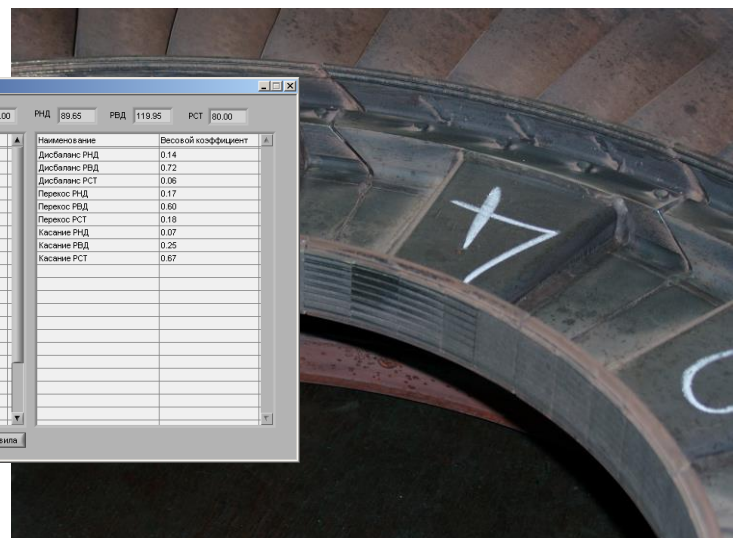 .00 РНД 89.65 РВД 119.95 РСТ 80.00
Наименование Весовой коэффициент
Дисбаланс РНД 0.14
Дисбаланс РВД 0.72
Дисбаланс РСТ 0.06
Перекос РНД 0.17
Перекос РВД 0.60
Перекос РСТ 0.18
Касание РНД 0.07
Касание РВД 0.25
Касание РСТ 0.67
вила